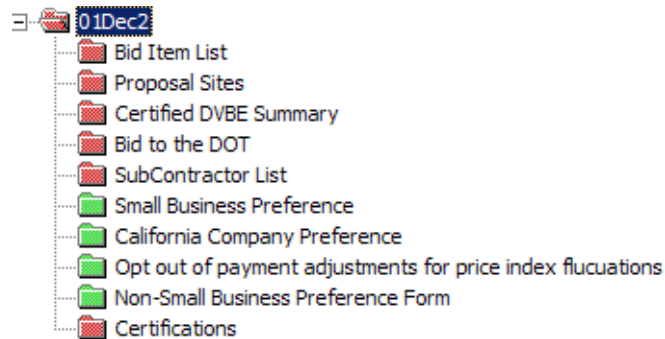 01Dec2
Bid Item List
Proposal Sites
Certified DVBE Summary
Bid to the DOT
SubContractor List
Small Business Preference
California Company Preference
Opt out of payment adjustments for price index flucuations
Non-Small Business Preference Form
Certifications